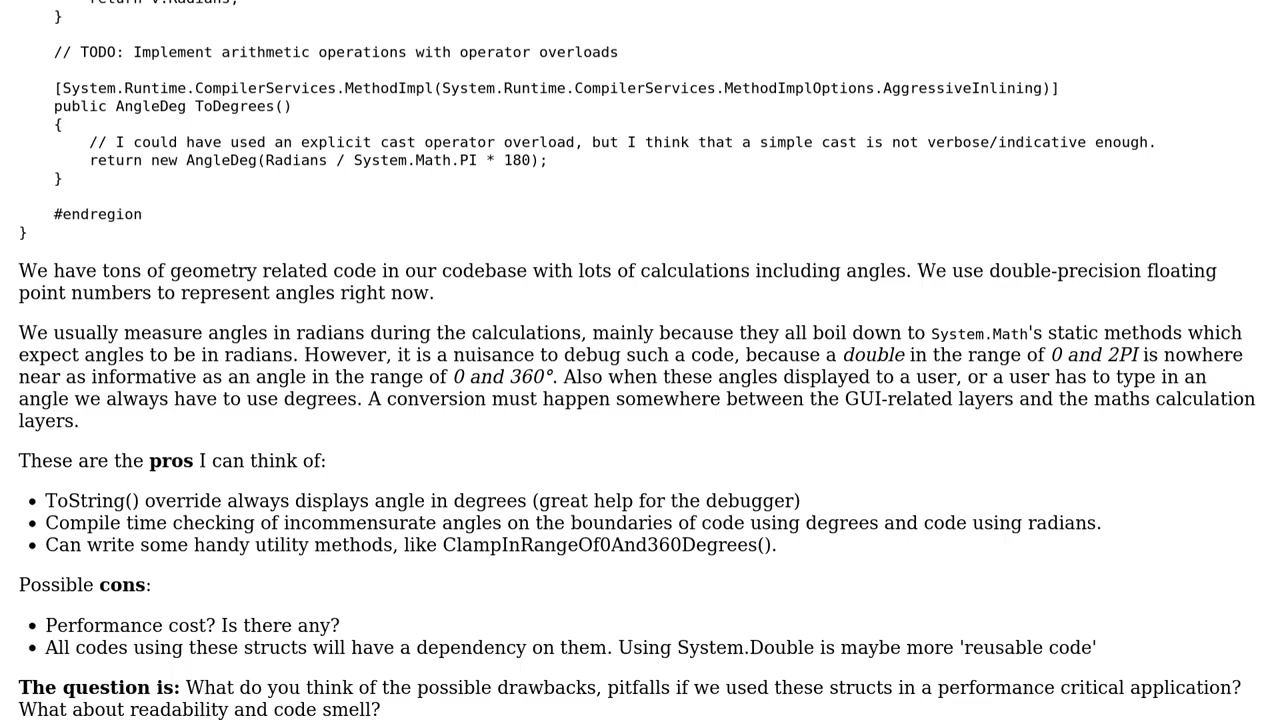 return v.Radians;
}
// TODO: Implement arithmetic operations with operator overloads
[System.Runtime.CompilerServices.MethodImpl(System.Runtime.CompilerServices.MethodImplOptions.AggressiveInlining)]
public AngleDeg ToDegrees()
{
// I could have used an explicit cast operator overload, but I think that a simple cast is not verbose/indicative enough.
return new AngleDeg(Radians / System.Math.PI * 180);
}
#endregion
}
We have tons of geometry related code in our codebase with lots of calculations including angles. We use double-precision floating
point numbers to represent angles right now.
We usually measure angles in radians during the calculations, mainly because they all boil down to System.Math's static methods which
expect angles to be in radians. However, it is a nuisance to debug such a code, because a double in the range of 0 and 2PI is nowhere
near as informative as an angle in the range of 0 and 360°. Also when these angles displayed to a user, or a user has to type in an
angle we always have to use degrees. A conversion must happen somewhere between the GUI-related layers and the maths calculation
layers.
These are the pros I can think of:
• ToString() override always displays angle in degrees (great help for the debugger)
• Compile time checking of incommensurate angles on the boundaries of code using degrees and code using radians.
• Can write some handy utility methods, like ClampInRangeOf0And360Degrees().
Possible cons:
• Performance cost? Is there any?
• All codes using these structs will have a dependency on them. Using System.Double is maybe more 'reusable code'
The question is: What do you think of the possible drawbacks, pitfalls if we used these structs in a performance critical application?
What about readability and code smell?